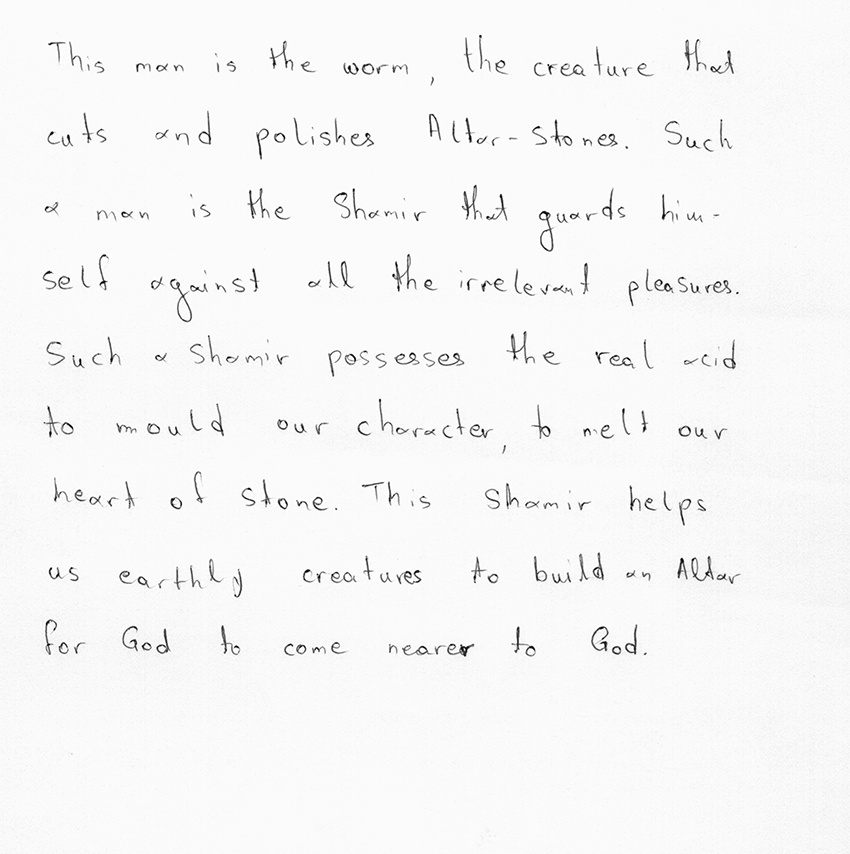 This man is the worm, the creature that
cuts and polishes Altar-Stones. Such
a man is the Shamir that guards him-
self against all the irrelevant pleasures.
Such a Shamir possesses the real acid
to mould our character, to melt our
heart of stone. This Shamir helps
us earthly creatures to build an Altar
for God to come nearer to God.